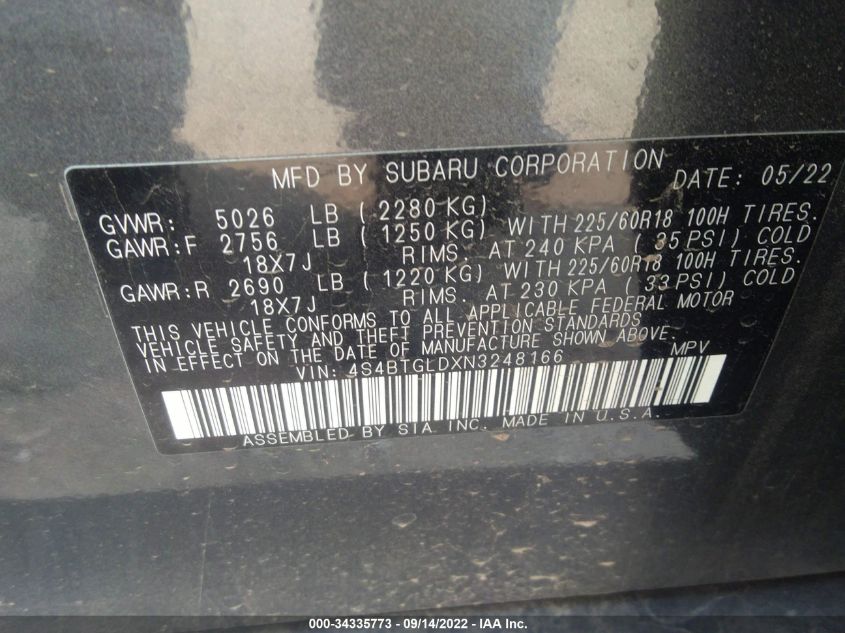 MFD BY SUBARU CORPORATION DATE: 05/22
GVWR: 5026 LB ( 2280 KG)
GAWR:F 2756 LB ( 1250 KG) WITH 225/60R18 100H TIRES.
18X7J RIMS. AT 240 KPA ( 35 PSI) COLD
GAWR:R 2690 LB ( 1220 KG) WITH 225/60R18 100H TIRES.
18X7J RIMS. AT 230 KPA ( 33 PSI) COLD
THIS VEHICLE CONFORMS TO ALL APPLICABLE FEDERAL MOTOR
VEHICLE SAFETY AND THEFT PREVENTION STANDARDS
IN EFFECT ON THE DATE OF MANUFACTURE SHOWN ABOVE.
VIN: 4S4BTGLDXN3248166 MPV
ASSEMBLED BY SIA INC. MADE IN U.S.A.
000-34335773 - 09/14/2022 - IAA Inc.